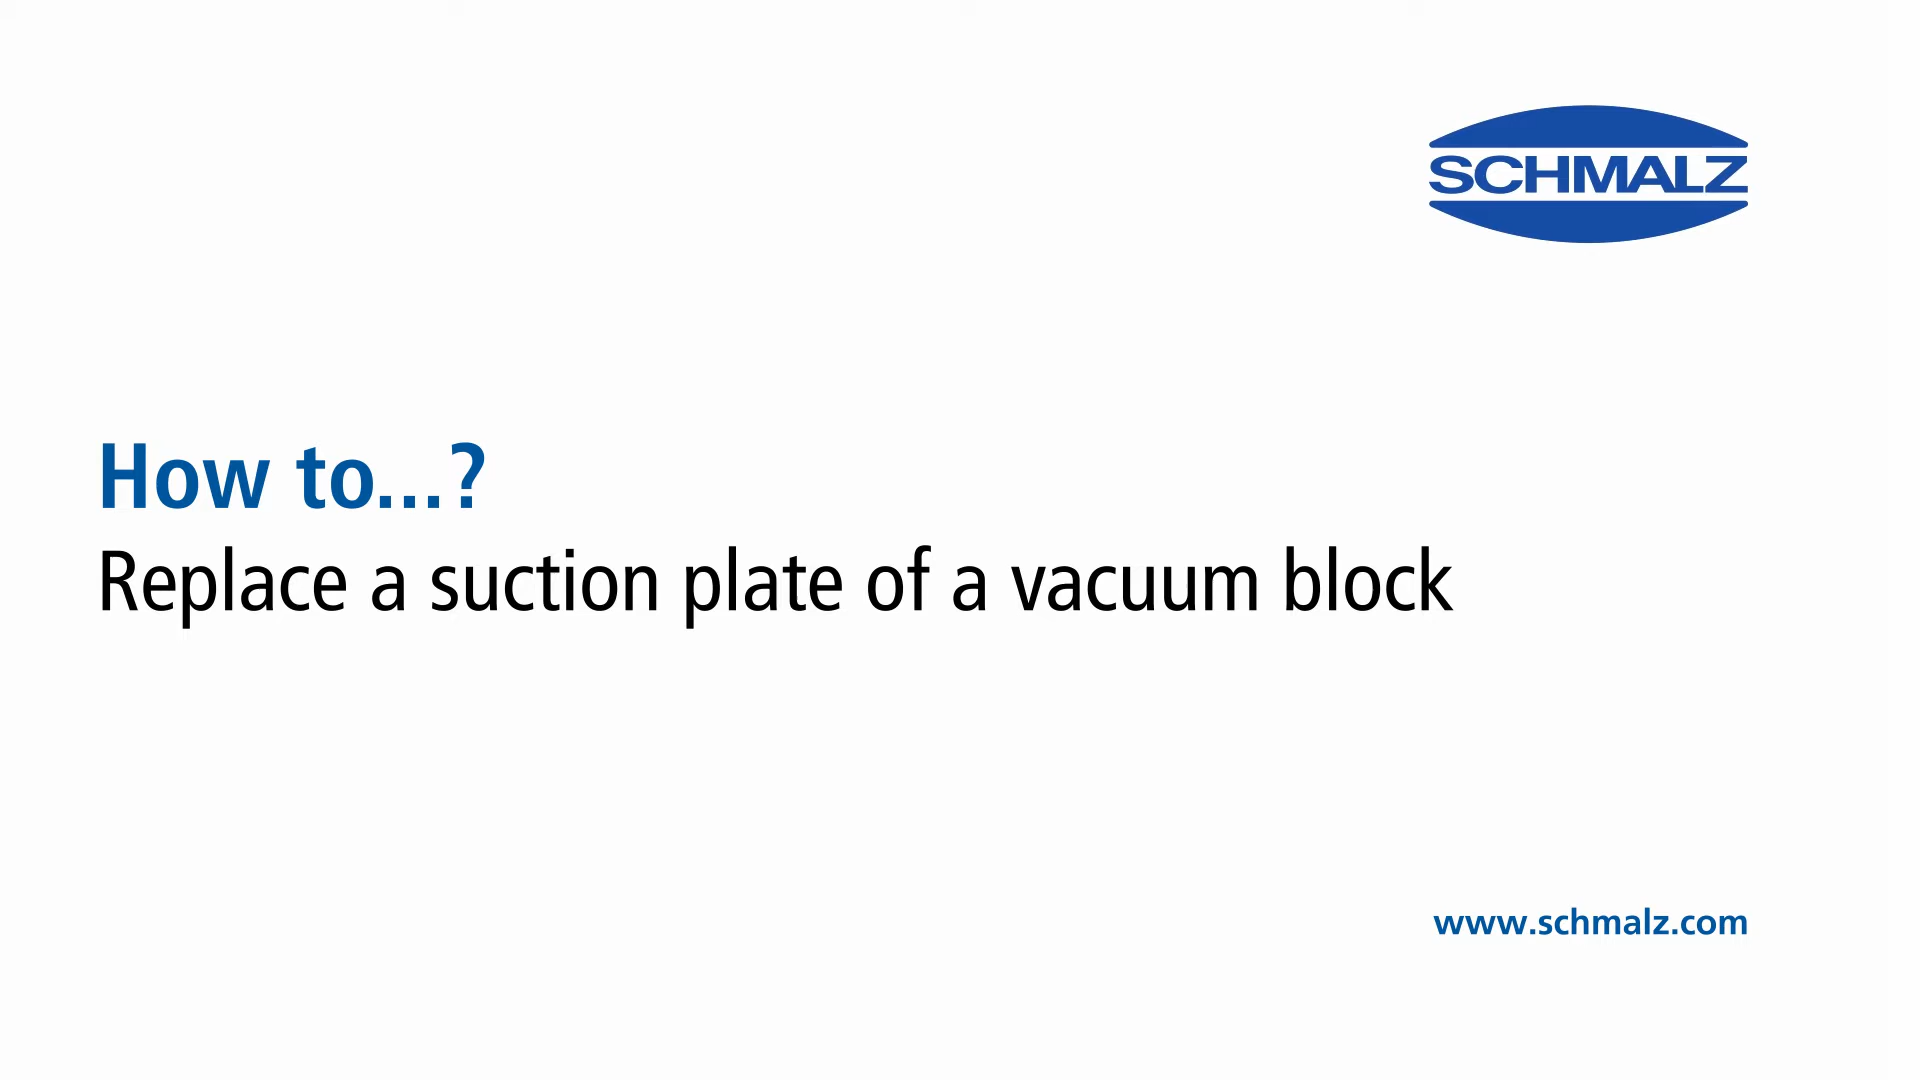 SCHMALZ
How to...?
Replace a suction plate of a vacuum block
www.schmalz.com